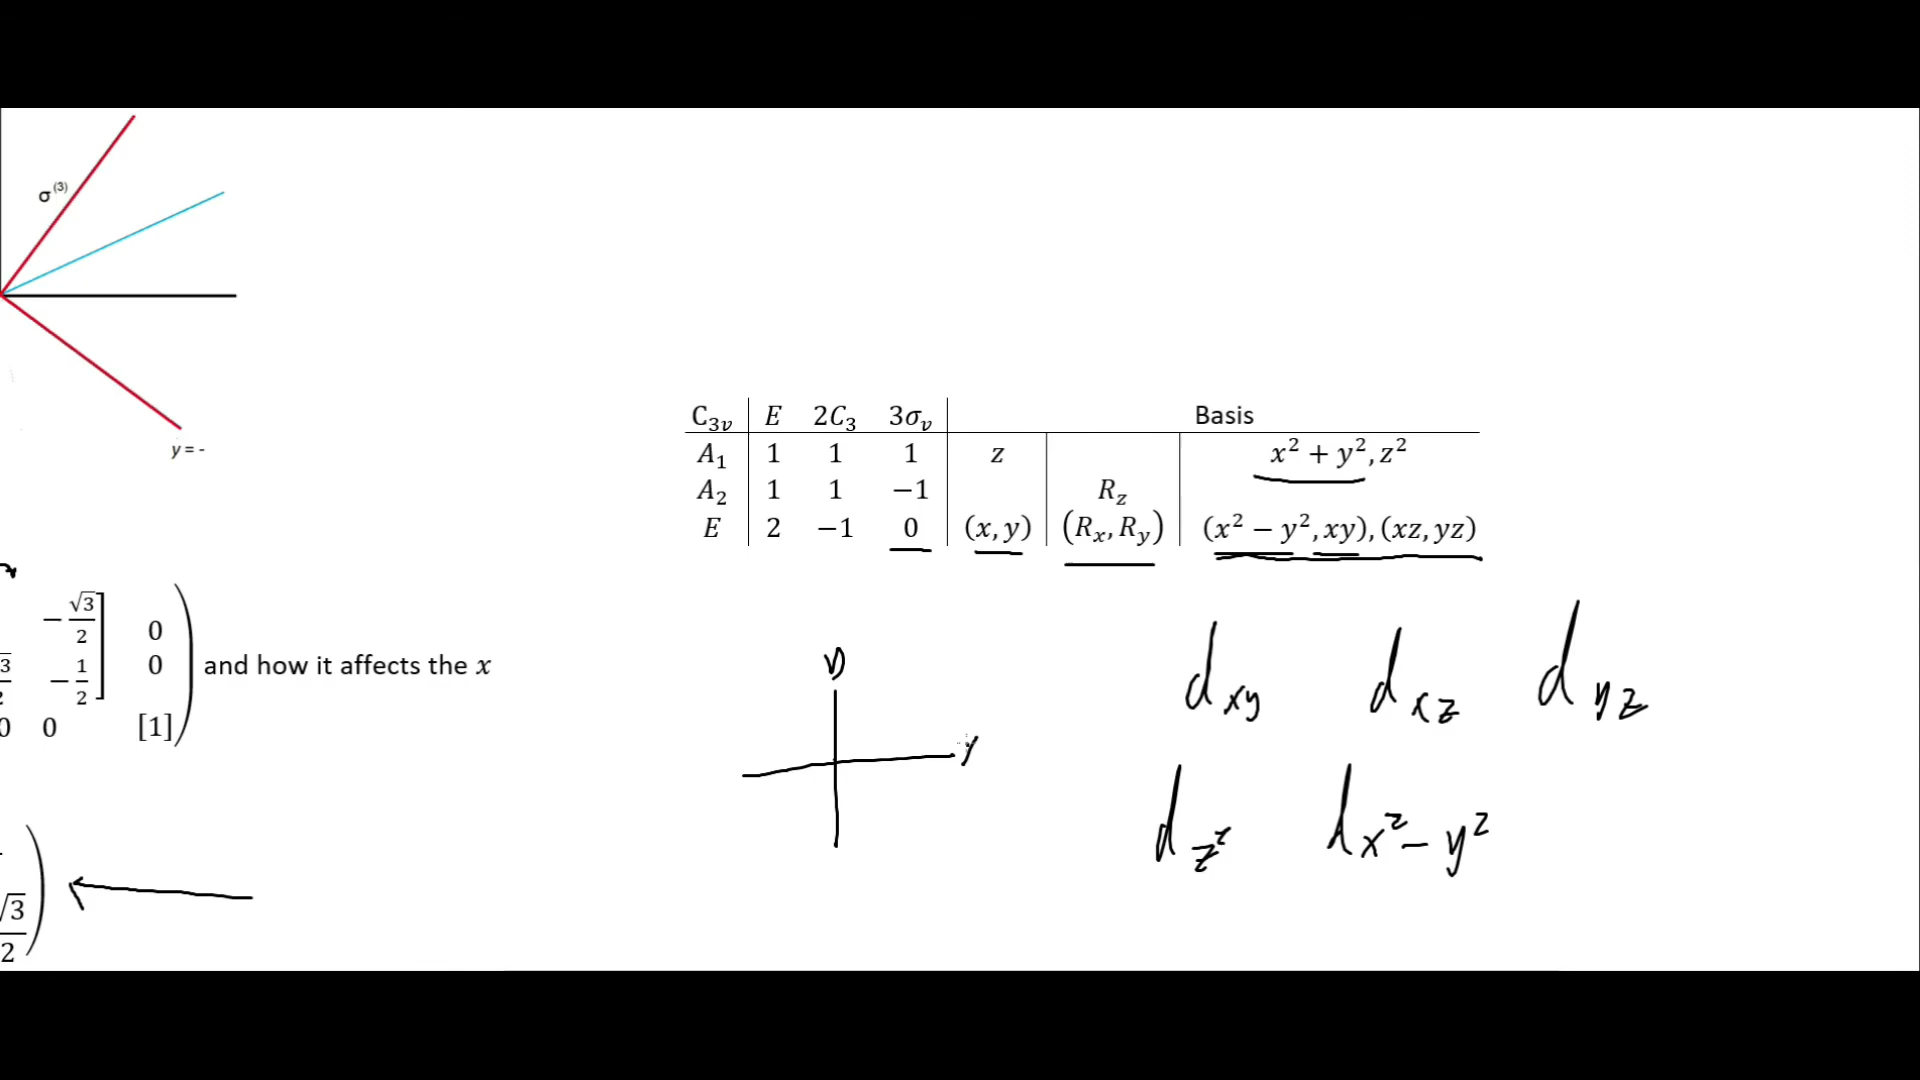 σ⁽³⁾
y = -
C₃ᵥ E 2C₃ 3σᵥ Basis
A₁ 1 1 1 z x² + y², z²
A₂ 1 1 −1 R_z
E 2 −1 0 (x, y) (Rₓ, R_y) (x² − y², xy), (xz, yz)
−√3/2 0
3 −1/2 0 and how it affects the x
0 0 [1]
d_xy d_xz d_yz
y
d_z² d_x²−y²
√3
2